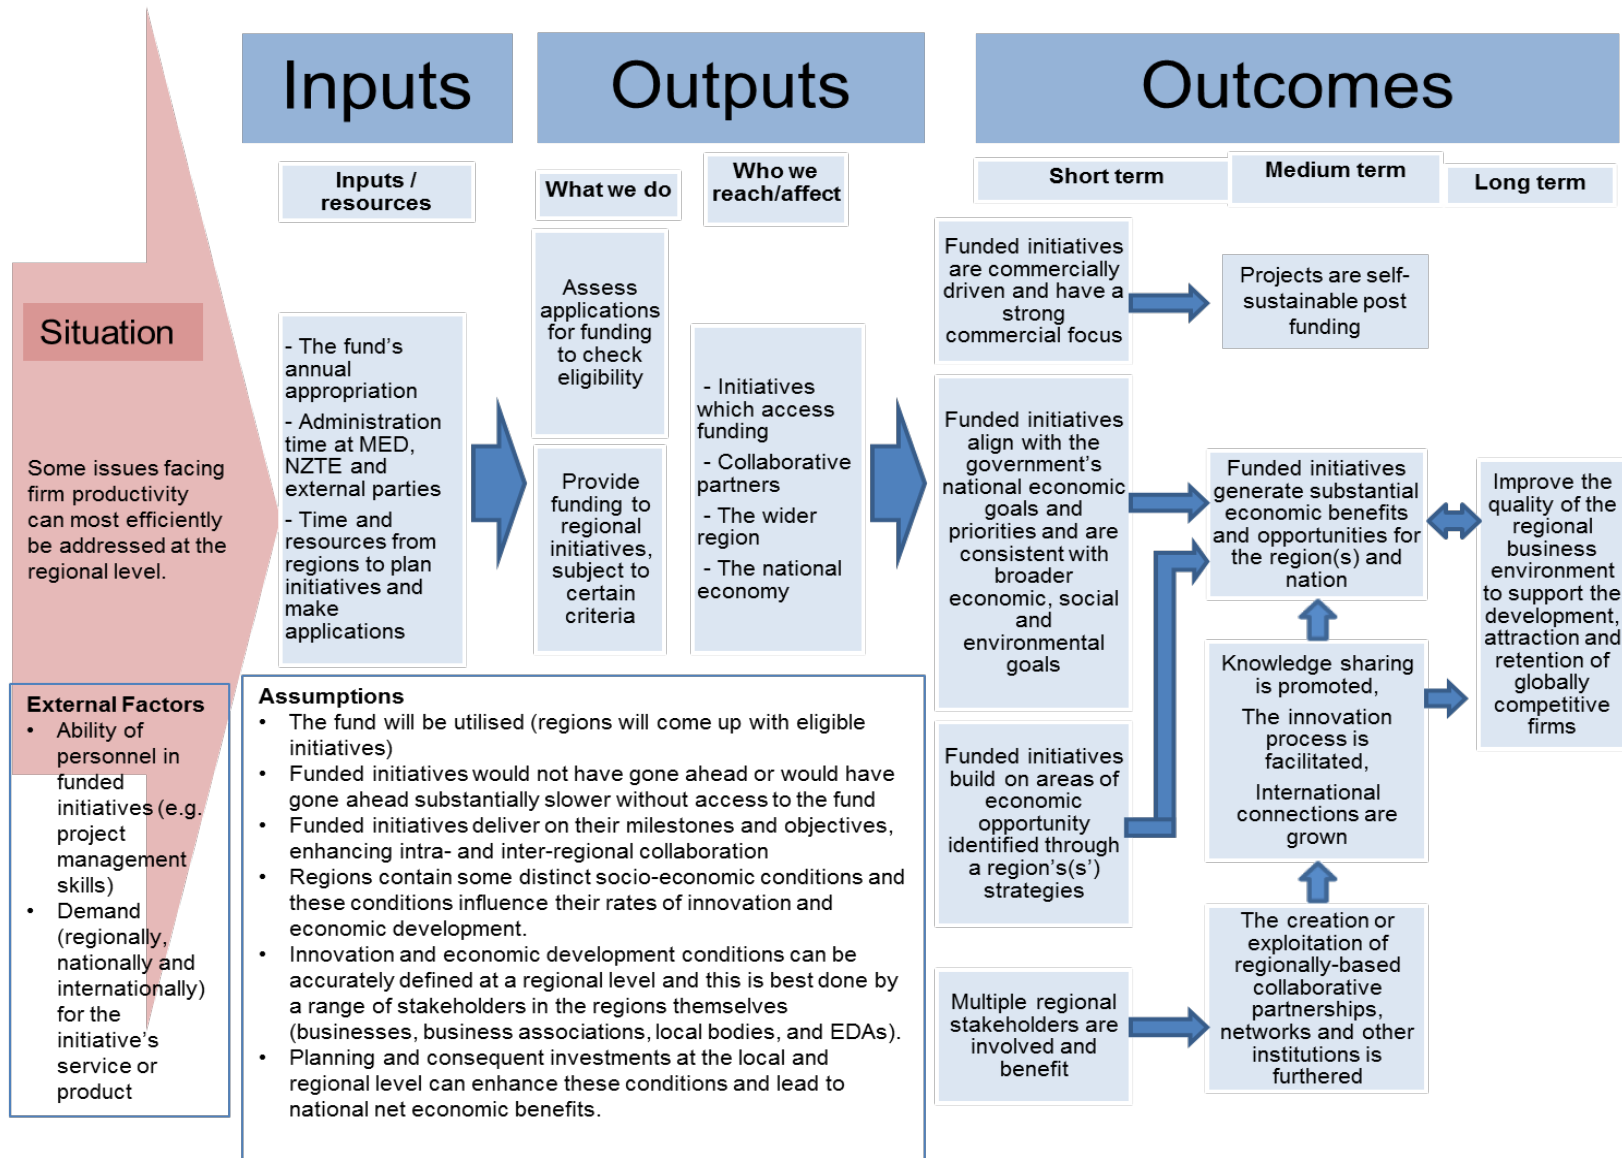 Inputs
Outputs
Outcomes
Inputs /
resources
What we do
Who we
reach/affect
Short term
Medium term
Long term
Situation
Some issues facing
firm productivity
can most efficiently
be addressed at the
regional level.
- The fund's
annual
appropriation
- Administration
time at MED,
NZTE and
external parties
- Time and
resources from
regions to plan
initiatives and
make
applications
Assess
applications
for funding
to check
eligibility
Provide
funding to
regional
initiatives,
subject to
certain
criteria
- Initiatives
which access
funding
- Collaborative
partners
- The wider
region
- The national
economy
Funded initiatives
are commercially
driven and have a
strong
commercial focus
Projects are self-
sustainable post
funding
Funded initiatives
align with the
government's
national economic
goals and
priorities and are
consistent with
broader
economic, social
and
environmental
goals
Funded initiatives
generate substantial
economic benefits
and opportunities for
the region(s) and
nation
Improve the
quality of the
regional
business
environment
to support the
development,
attraction and
retention of
globally
competitive
firms
Knowledge sharing
is promoted,
The innovation
process is
facilitated,
International
connections are
grown
Funded initiatives
build on areas of
economic
opportunity
identified through
a region's(s')
strategies
Multiple regional
stakeholders are
involved and
benefit
The creation or
exploitation of
regionally-based
collaborative
partnerships,
networks and other
institutions is
furthered
External Factors
• Ability of
personnel in
funded
initiatives (e.g.
project
management
skills)
• Demand
(regionally,
nationally and
internationally)
for the
initiative's
service or
product
Assumptions
• The fund will be utilised (regions will come up with eligible
initiatives)
• Funded initiatives would not have gone ahead or would have
gone ahead substantially slower without access to the fund
• Funded initiatives deliver on their milestones and objectives,
enhancing intra- and inter-regional collaboration
• Regions contain some distinct socio-economic conditions and
these conditions influence their rates of innovation and
economic development.
• Innovation and economic development conditions can be
accurately defined at a regional level and this is best done by
a range of stakeholders in the regions themselves
(businesses, business associations, local bodies, and EDAs).
• Planning and consequent investments at the local and
regional level can enhance these conditions and lead to
national net economic benefits.